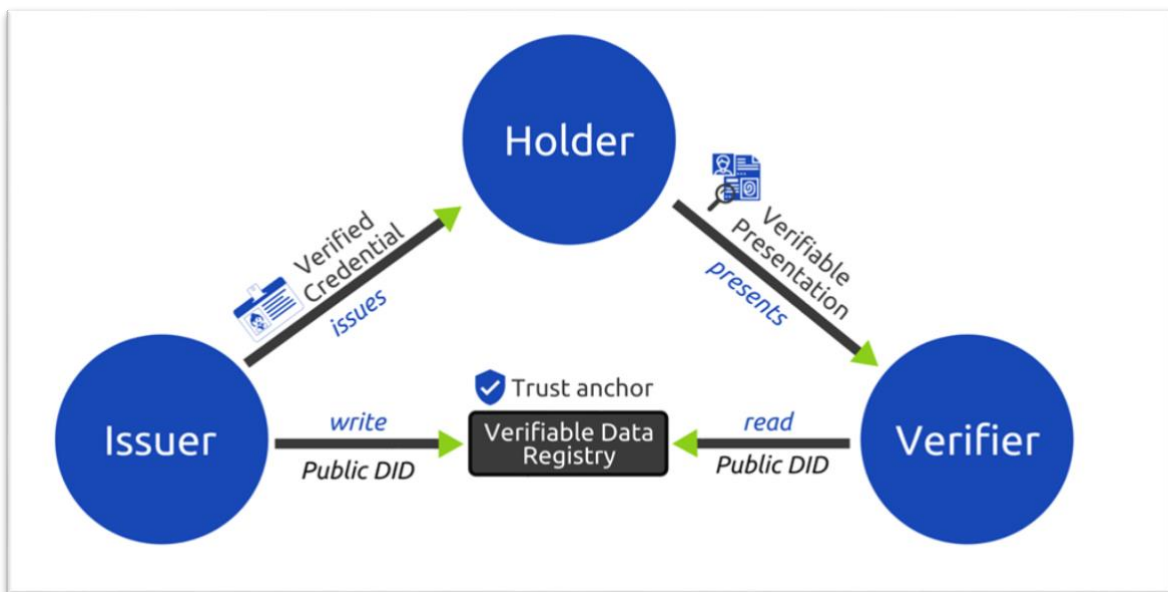 Holder
Verified
Credential
issues
Verifiable
Presentation
presents
Issuer
write
Public DID
Trust anchor
Verifiable Data
Registry
read
Public DID
Verifier